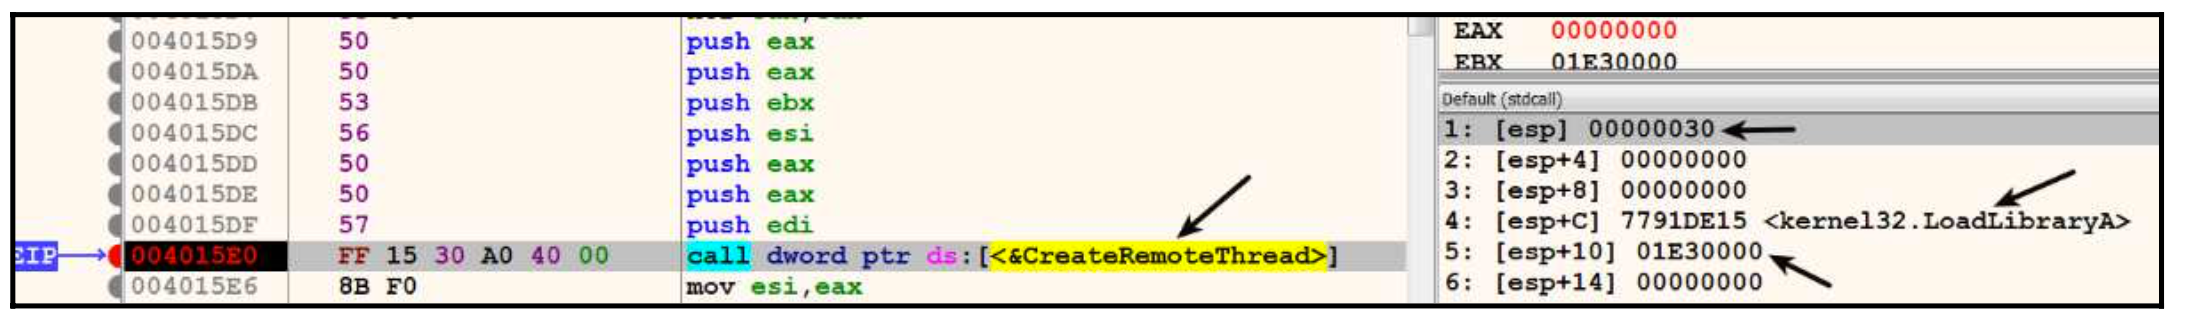 004015D9 50 push eax
004015DA 50 push eax
004015DB 53 push ebx
004015DC 56 push esi
004015DD 50 push eax
004015DE 50 push eax
004015DF 57 push edi
EIP 004015E0 FF 15 30 A0 40 00 call dword ptr ds:[<&CreateRemoteThread>]
004015E6 8B F0 mov esi,eax
EAX 00000000
EBX 01E30000
Default (stdcall)
1: [esp] 00000030
2: [esp+4] 00000000
3: [esp+8] 00000000
4: [esp+C] 7791DE15 <kernel32.LoadLibraryA>
5: [esp+10] 01E30000
6: [esp+14] 00000000